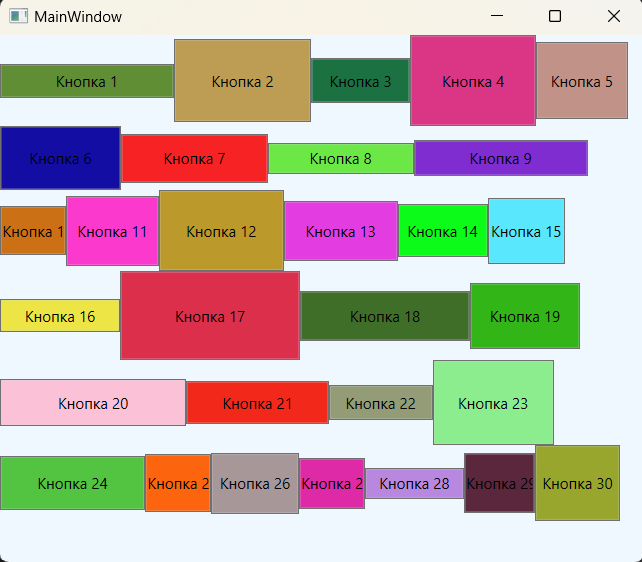 MainWindow
Кнопка 1 Кнопка 2 Кнопка 3 Кнопка 4 Кнопка 5
Кнопка 6 Кнопка 7 Кнопка 8 Кнопка 9
Кнопка 1 Кнопка 11 Кнопка 12 Кнопка 13 Кнопка 14 Кнопка 15
Кнопка 16 Кнопка 17 Кнопка 18 Кнопка 19
Кнопка 20 Кнопка 21 Кнопка 22 Кнопка 23
Кнопка 24 Кнопка 2 Кнопка 26 Кнопка 2 Кнопка 28 Кнопка 29 Кнопка 30